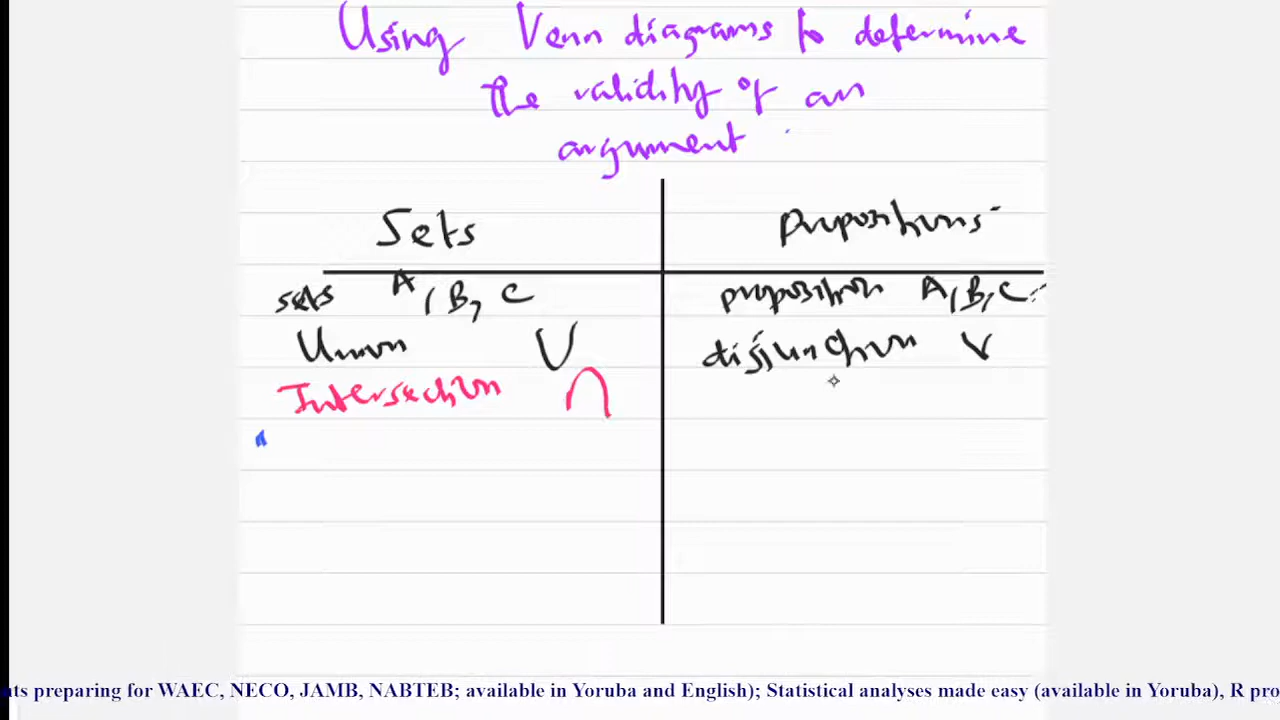 Using Venn diagrams to determine
the validity of an
argument
Sets
propositions
sets A, B, C
proposition A, B, C
Union U
disjunction V
Intersection ∩
nts preparing for WAEC, NECO, JAMB, NABTEB; available in Yoruba and English); Statistical analyses made easy (available in Yoruba), R pro